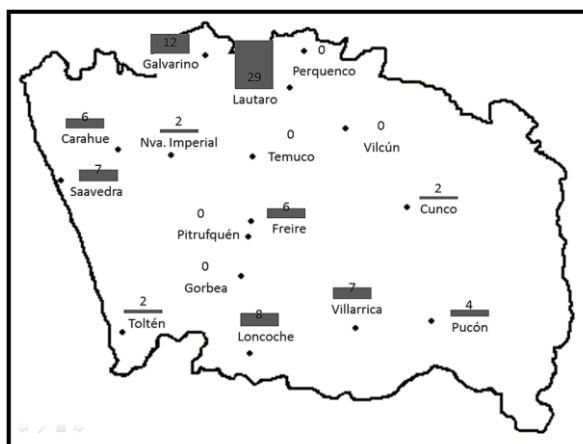 12
Galvarino
29
Lautaro
0
Perquenco
6
Carahue
2
Nva. Imperial
0
Temuco
0
Vilcún
7
Saavedra
2
Cunco
0
Pitrufquén
6
Freire
0
Gorbea
2
Toltén
8
Loncoche
7
Villarrica
4
Pucón